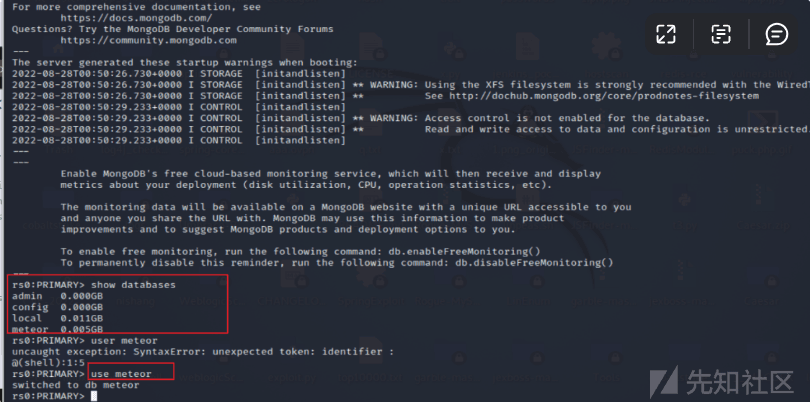 For more comprehensive documentation, see
https://docs.mongodb.com/
Questions? Try the MongoDB Developer Community Forums
https://community.mongodb.com
---
The server generated these startup warnings when booting:
2022-08-28T00:50:26.730+0000 I STORAGE [initandlisten]
2022-08-28T00:50:26.730+0000 I STORAGE [initandlisten] ** WARNING: Using the XFS filesystem is strongly recommended with the WiredT
2022-08-28T00:50:26.730+0000 I STORAGE [initandlisten] ** See http://dochub.mongodb.org/core/prodnotes-filesystem
2022-08-28T00:50:29.233+0000 I CONTROL [initandlisten]
2022-08-28T00:50:29.233+0000 I CONTROL [initandlisten] ** WARNING: Access control is not enabled for the database.
2022-08-28T00:50:29.233+0000 I CONTROL [initandlisten] ** Read and write access to data and configuration is unrestricted.
2022-08-28T00:50:29.233+0000 I CONTROL [initandlisten]
---
---
Enable MongoDB's free cloud-based monitoring service, which will then receive and display
metrics about your deployment (disk utilization, CPU, operation statistics, etc).
The monitoring data will be available on a MongoDB website with a unique URL accessible to you
and anyone you share the URL with. MongoDB may use this information to make product
improvements and to suggest MongoDB products and deployment options to you.
To enable free monitoring, run the following command: db.enableFreeMonitoring()
To permanently disable this reminder, run the following command: db.disableFreeMonitoring()
---
rs0:PRIMARY> show databases
admin 0.000GB
config 0.000GB
local 0.011GB
meteor 0.005GB
rs0:PRIMARY> user meteor
uncaught exception: SyntaxError: unexpected token: identifier :
@(shell):1:5
rs0:PRIMARY> use meteor
switched to db meteor
rs0:PRIMARY>
先知社区